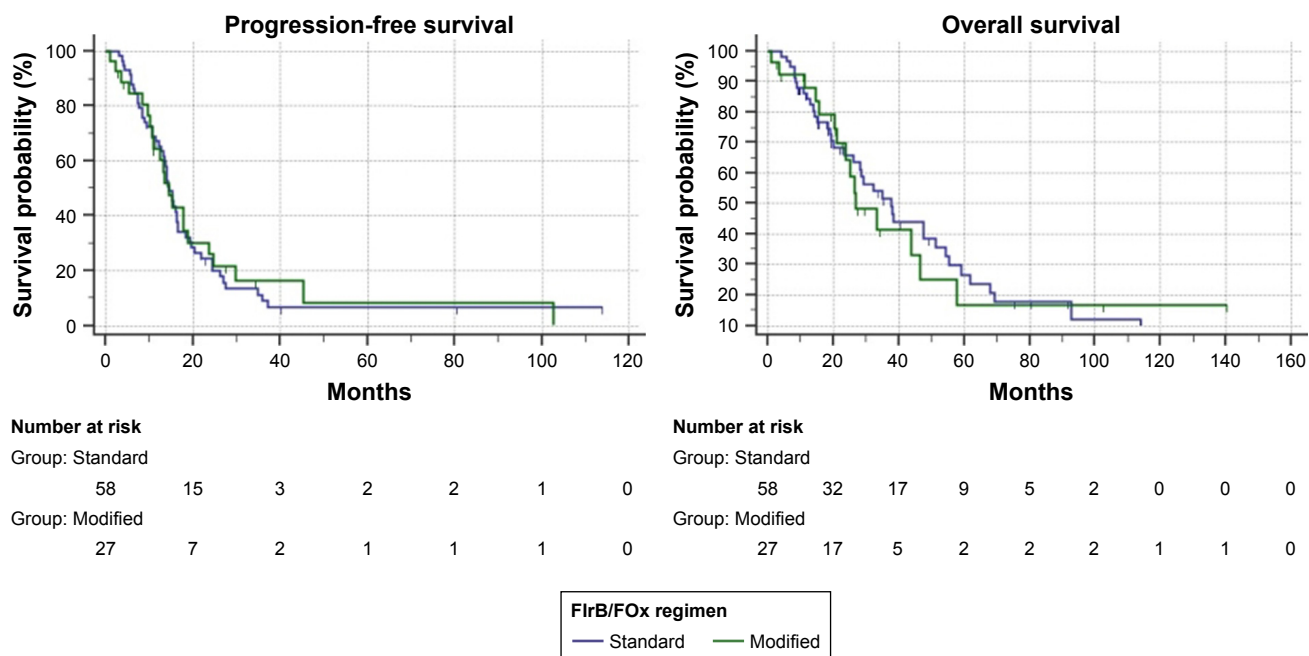 Progression-free survival
Survival probability (%)
100
80
60
40
20
0
0 20 40 60 80 100 120
Months
Number at risk
Group: Standard
58 15 3 2 2 1 0
Group: Modified
27 7 2 1 1 1 0
Overall survival
Survival probability (%)
100
90
80
70
60
50
40
30
20
10
0 20 40 60 80 100 120 140 160
Months
Number at risk
Group: Standard
58 32 17 9 5 2 0 0 0
Group: Modified
27 17 5 2 2 2 1 1 0
FIrB/FOx regimen
Standard Modified